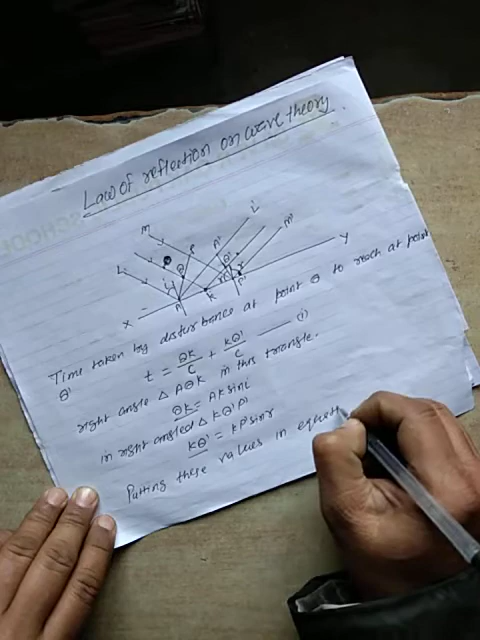 Law of reflection on wave theory.
Time taken by disturbance at point Q to reach at point
Q'
t = QK/C + KQ'/C — (i)
right angle △ AQK in this triangle.
QK = AK sin i
in right angled △ KQ'P'
KQ' = KP' sin r
Putting these values in equati
M
L
P
A'
L'
M'
Q
i
Q'
r
A
K
P'
X
Y